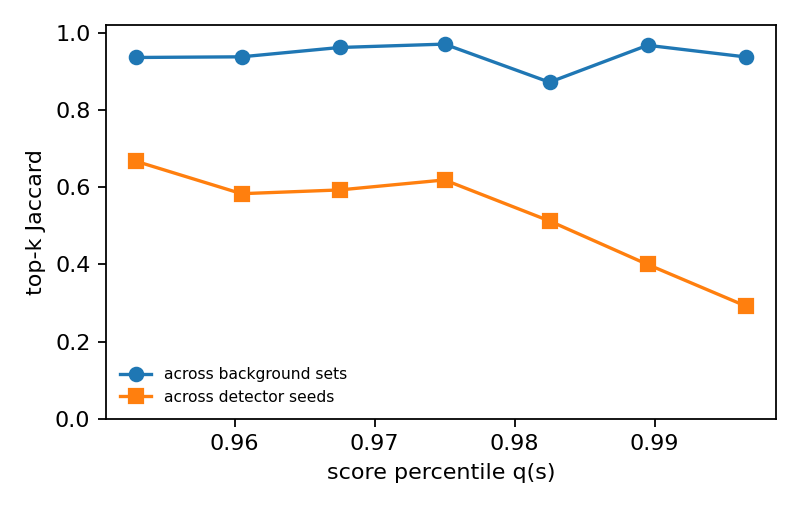 1.0
0.8
0.6
0.4
0.2
0.0
top-k Jaccard
across background sets
across detector seeds
0.96 0.97 0.98 0.99
score percentile q(s)